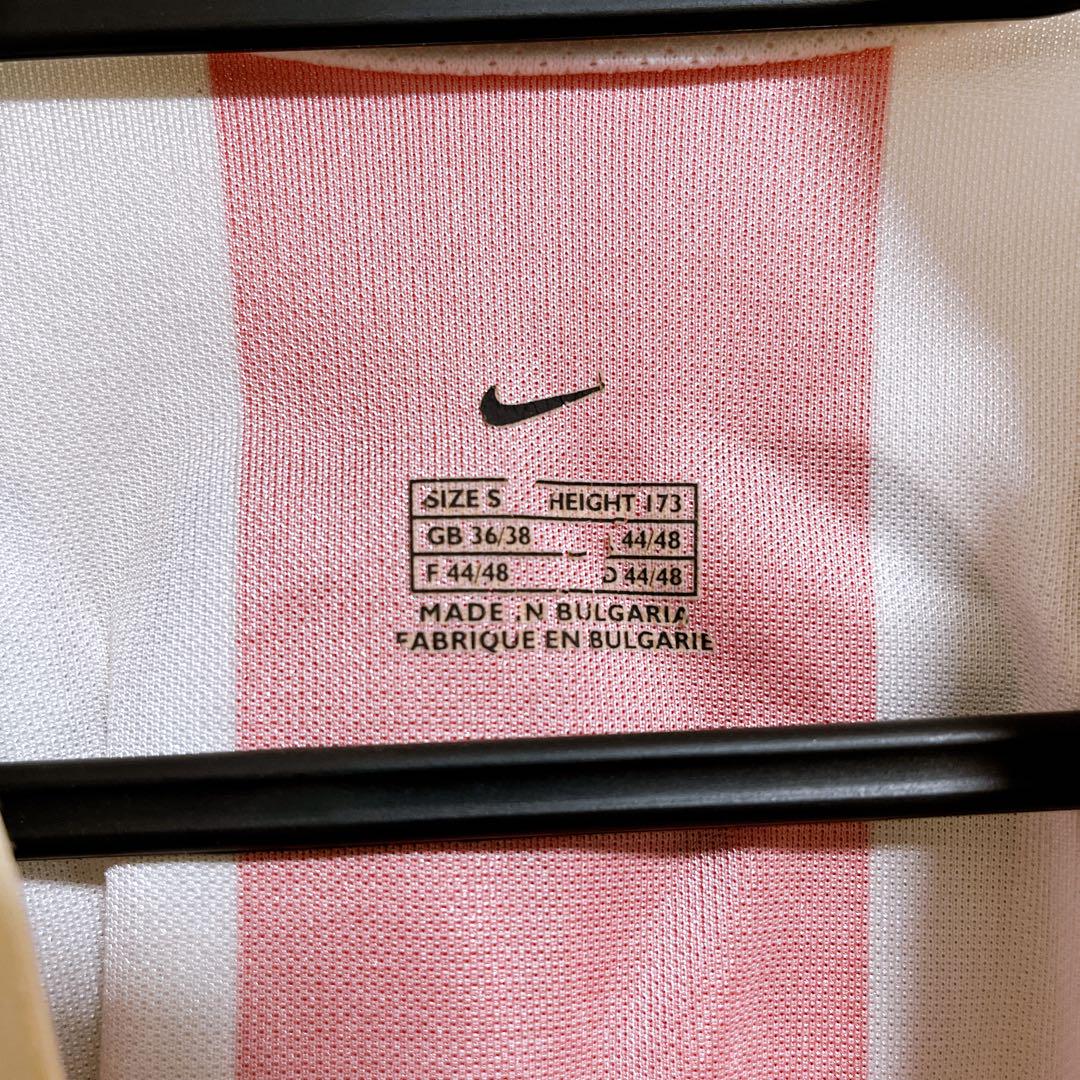 SIZE S HEIGHT 173
GB 36/38 44/48
F 44/48 D 44/48
MADE IN BULGARIA
FABRIQUE EN BULGARIE